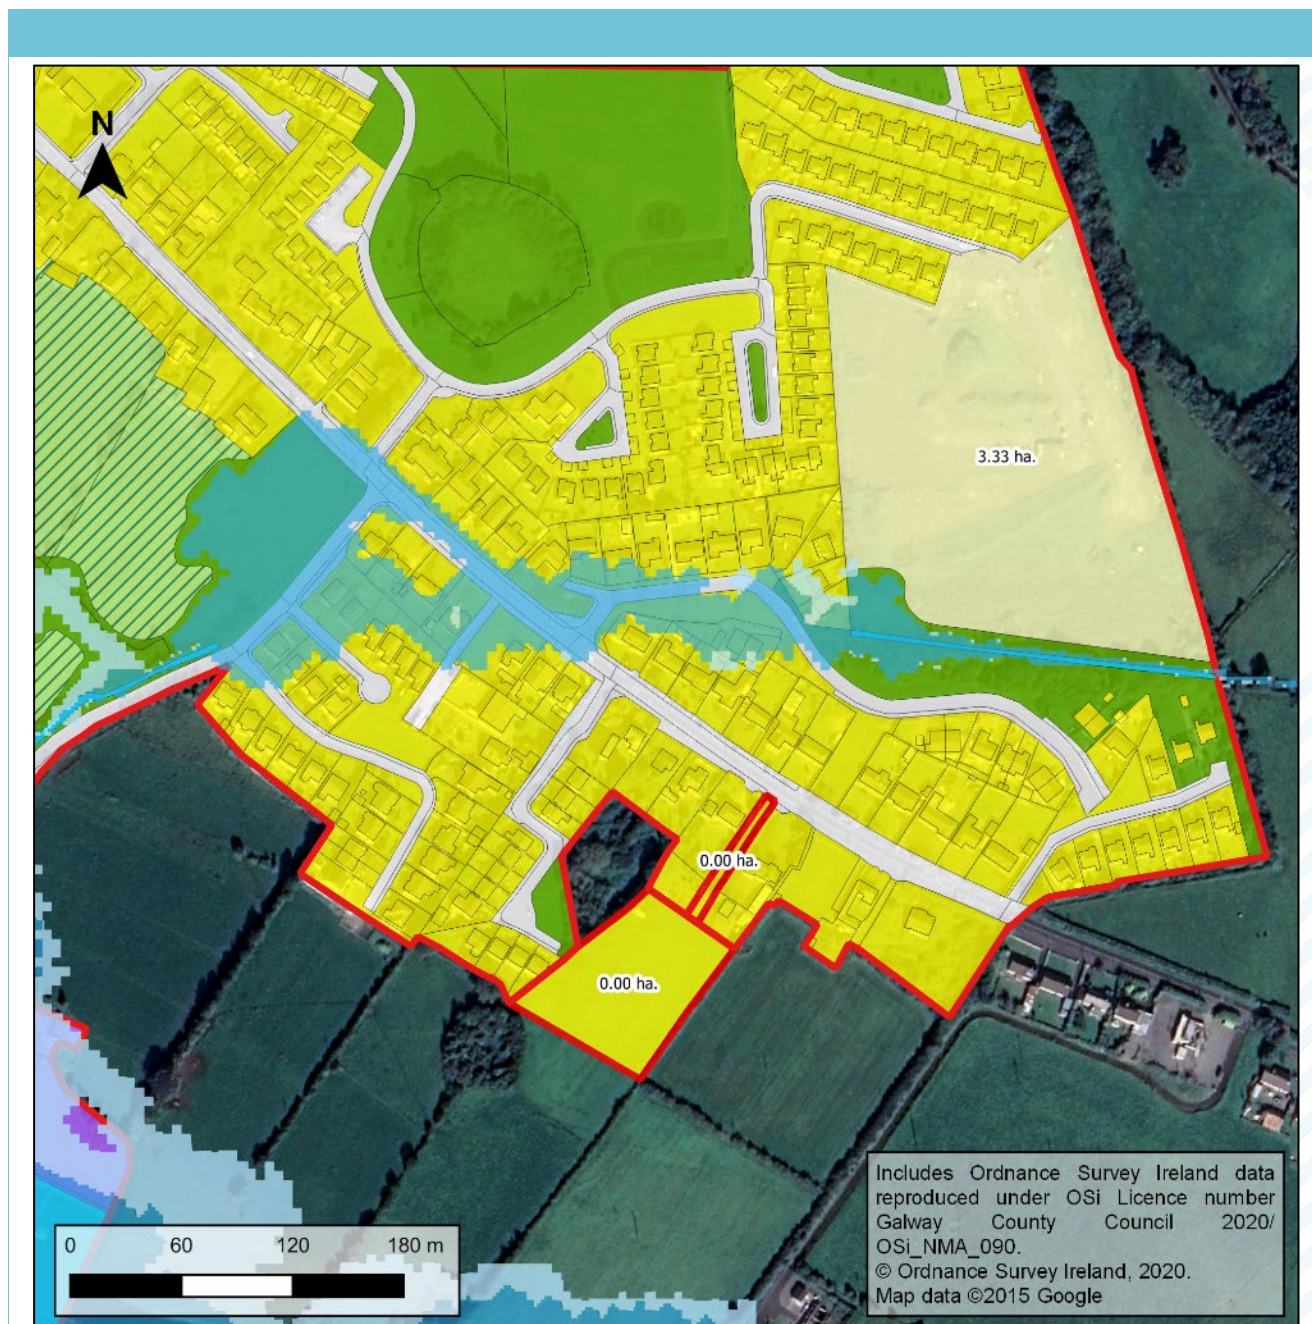 N
3.33 ha.
0.00 ha.
0.00 ha.
0 60 120 180 m
Includes Ordnance Survey Ireland data
reproduced under OSi Licence number
Galway County Council 2020/
OSi_NMA_090.
© Ordnance Survey Ireland, 2020.
Map data ©2015 Google